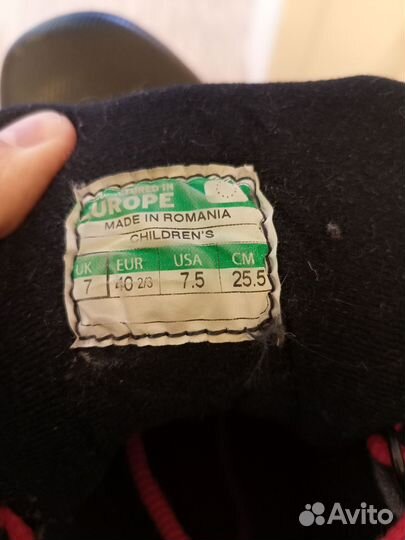 EUROPE
MADE IN ROMANIA
CHILDREN'S
UK EUR USA CM
7 40 2/3 7.5 25.5
Avito